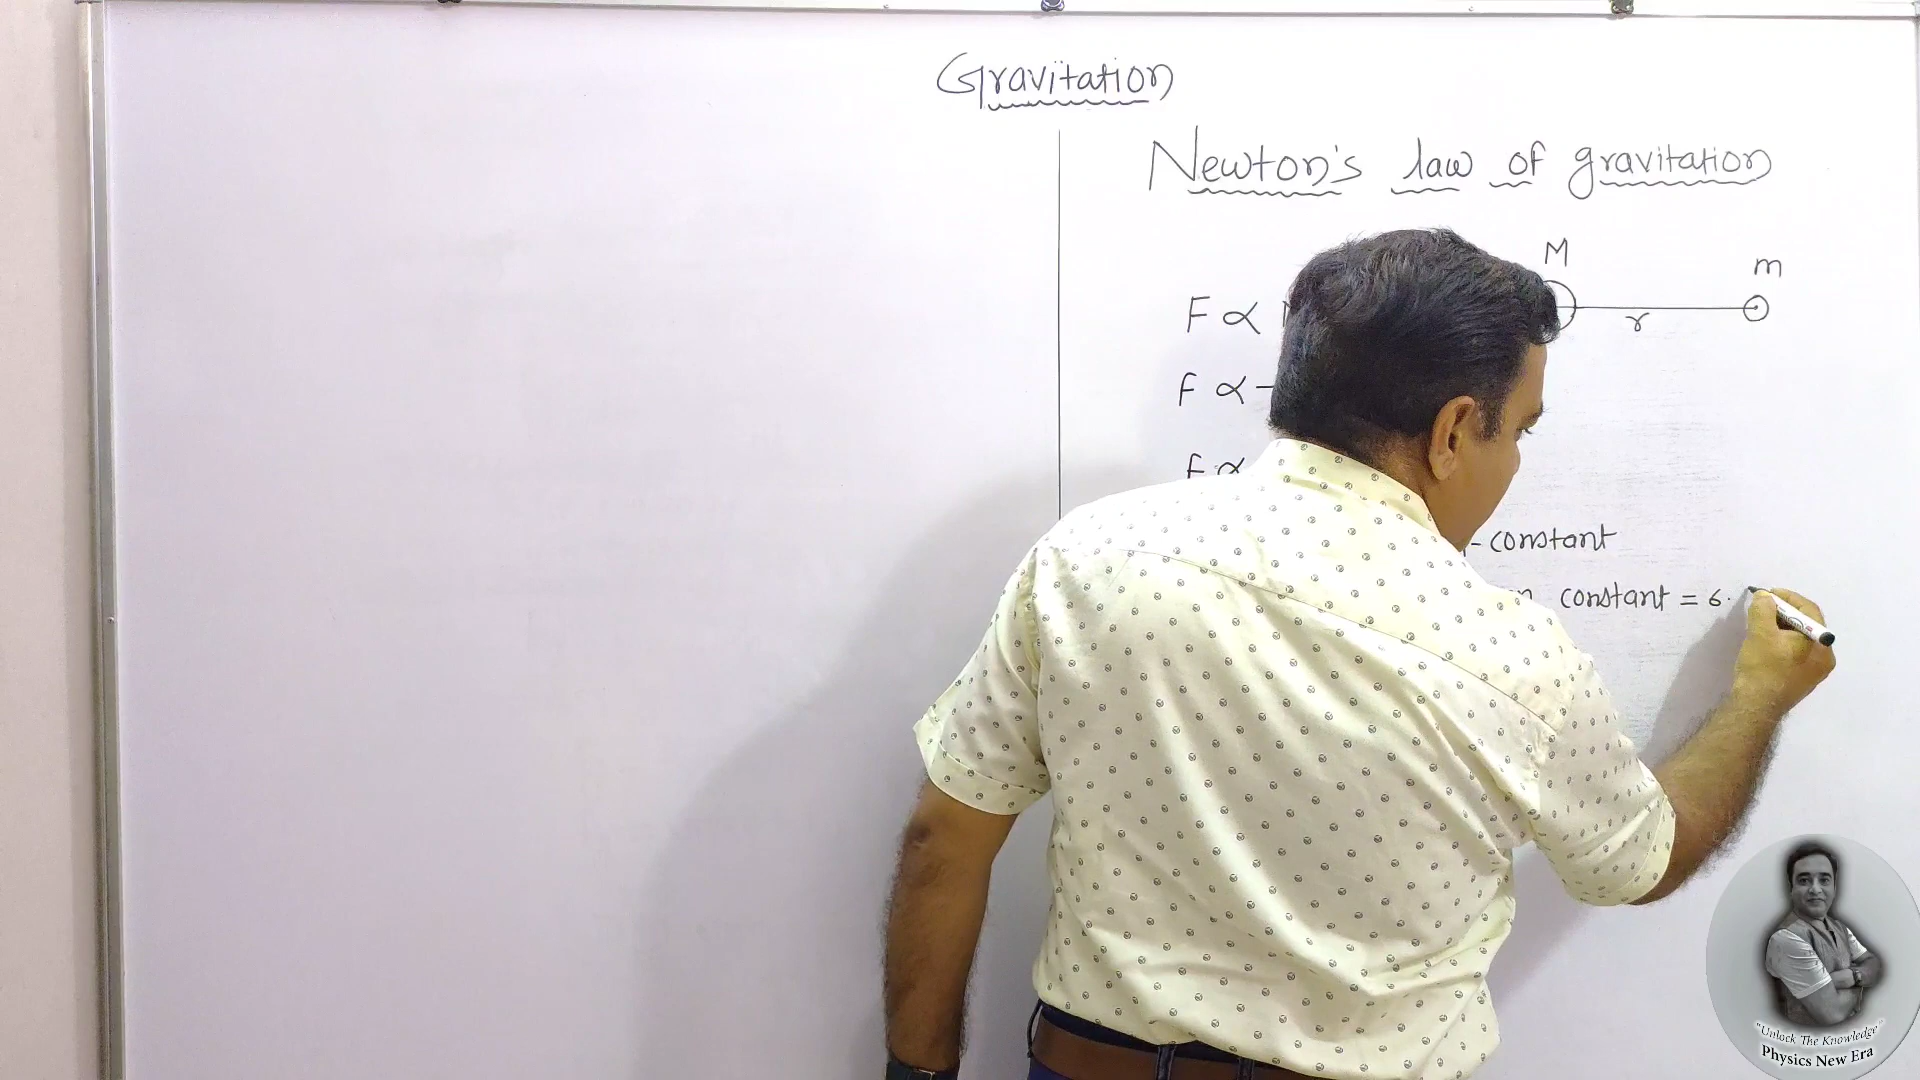 Gravitation
Newton's law of gravitation
M
m
F ∝
r
F ∝ -
F ∝
-constant
constant = 6.
"Unlock The Knowledge"
Physics New Era